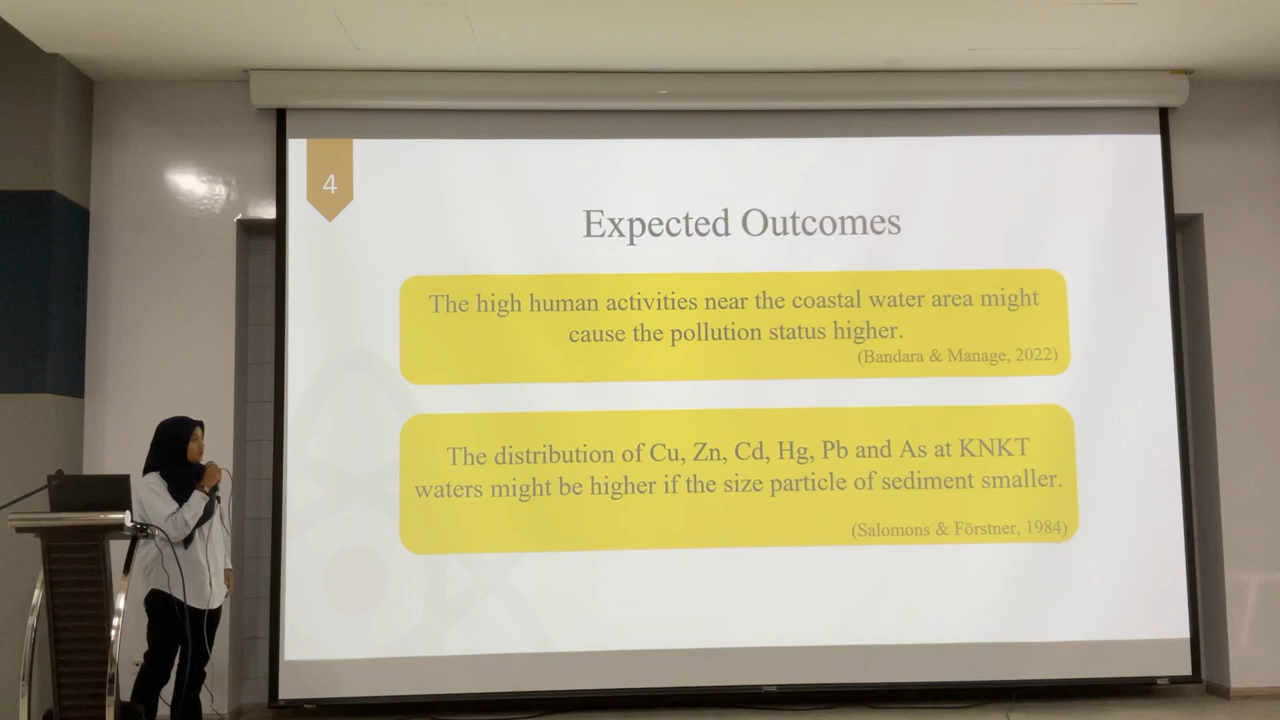 4
Expected Outcomes
The high human activities near the coastal water area might
cause the pollution status higher.
(Bandara & Manage, 2022)
The distribution of Cu, Zn, Cd, Hg, Pb and As at KNKT
waters might be higher if the size particle of sediment smaller.
(Salomons & Förstner, 1984)